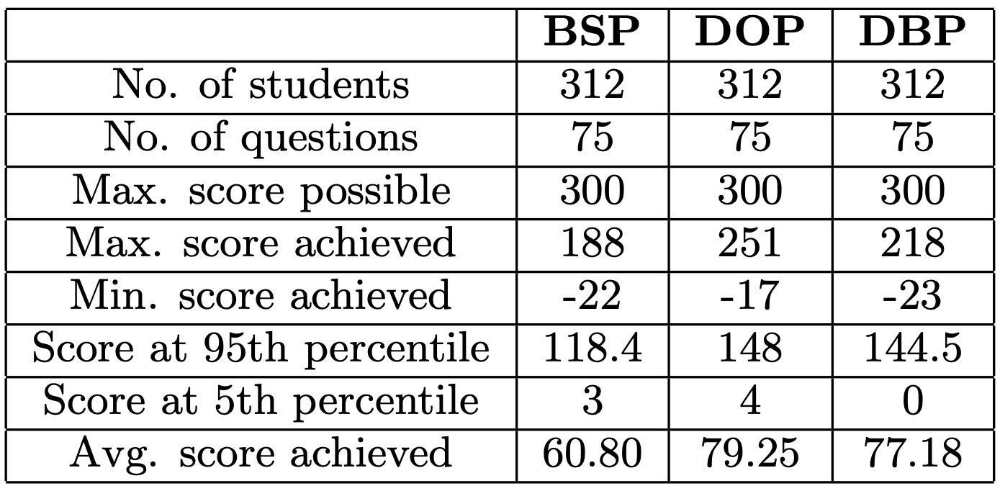 BSP DOP DBP
No. of students 312 312 312
No. of questions 75 75 75
Max. score possible 300 300 300
Max. score achieved 188 251 218
Min. score achieved -22 -17 -23
Score at 95th percentile 118.4 148 144.5
Score at 5th percentile 3 4 0
Avg. score achieved 60.80 79.25 77.18